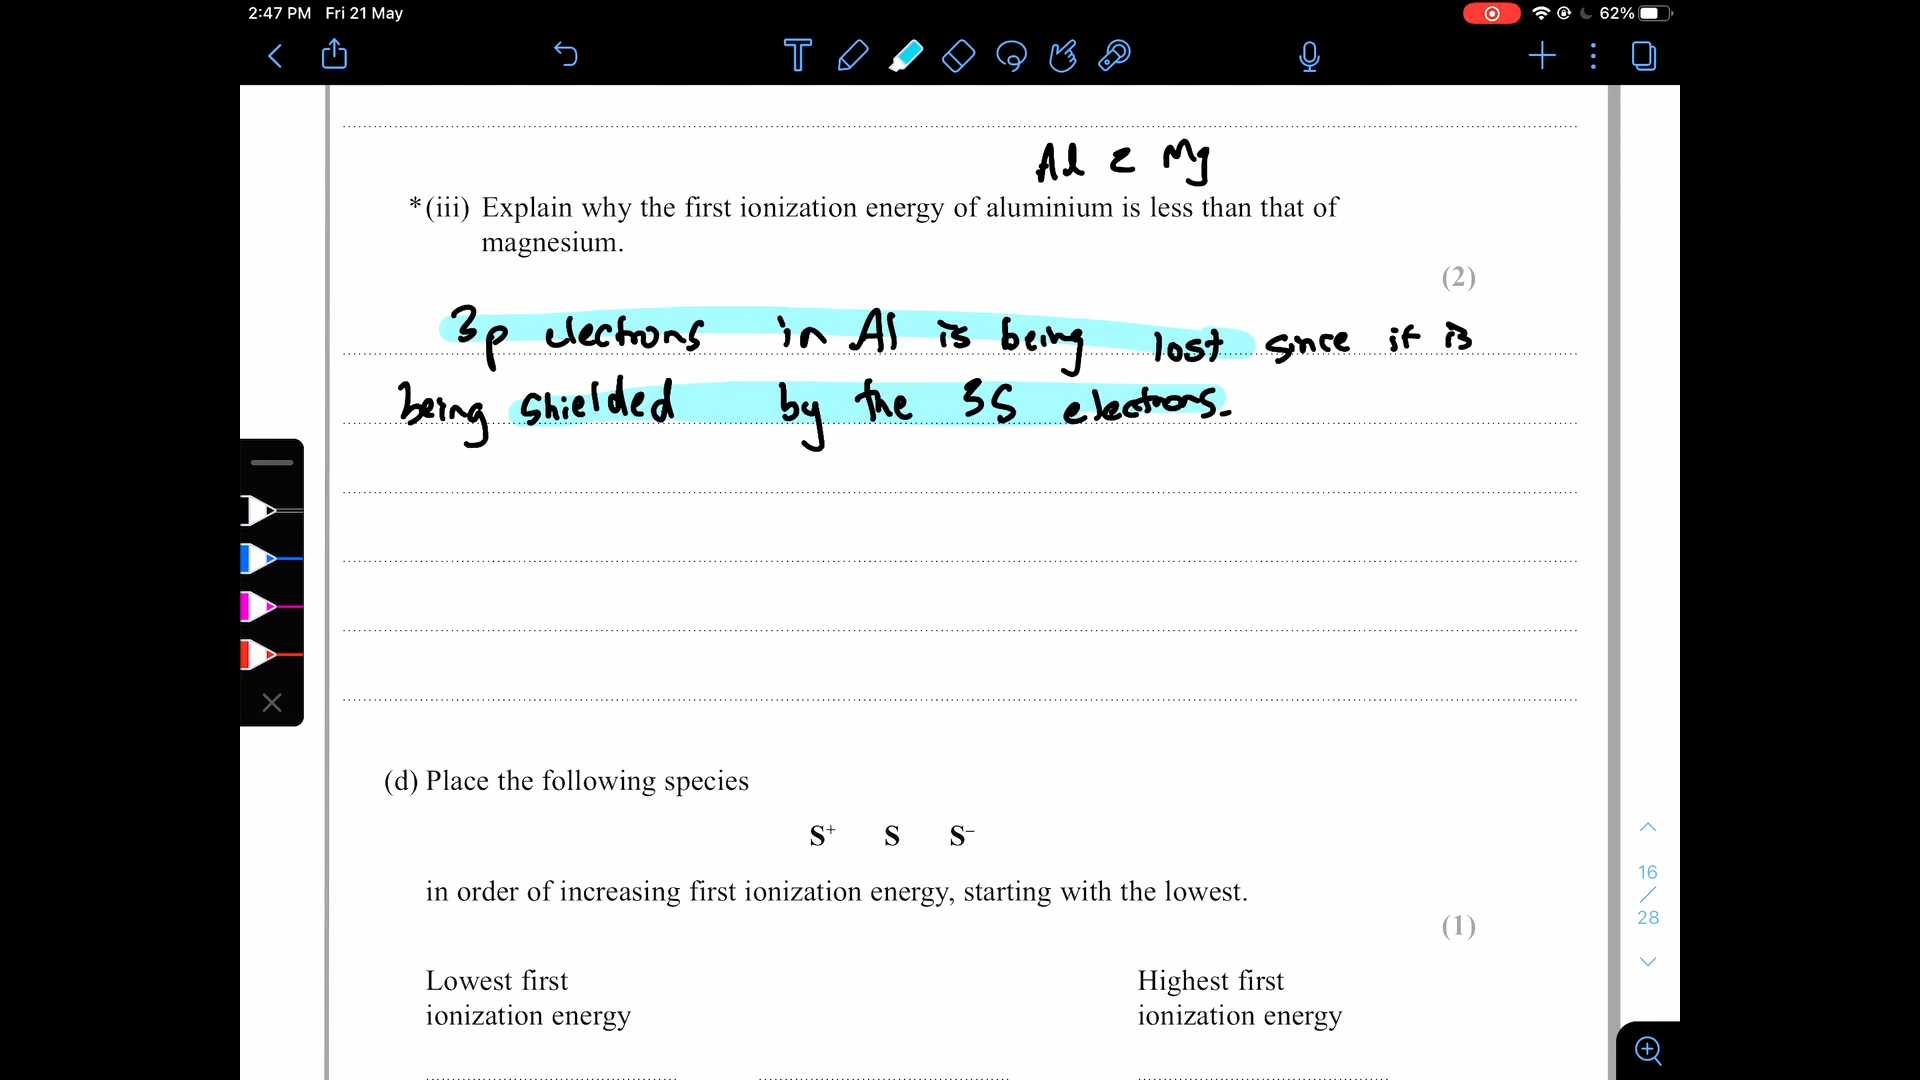 2:47 PM Fri 21 May
62%
Al < Mg
*(iii) Explain why the first ionization energy of aluminium is less than that of
magnesium.
(2)
3p electrons in Al is being lost since it is
being shielded by the 3S electrons.
(d) Place the following species
S⁺ S S⁻
in order of increasing first ionization energy, starting with the lowest.
(1)
Lowest first
ionization energy
Highest first
ionization energy
16
/
28